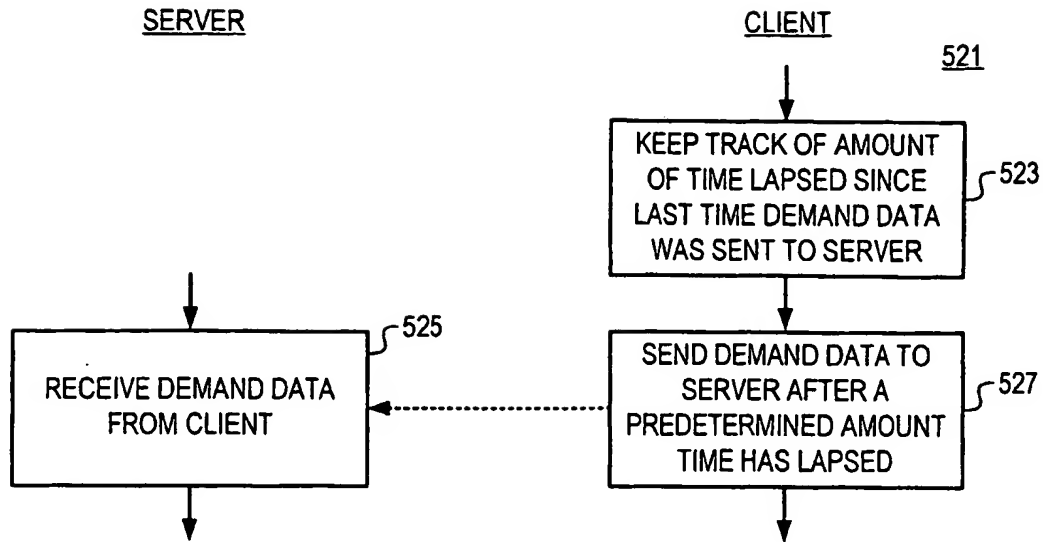 SERVER
CLIENT
521
KEEP TRACK OF AMOUNT
OF TIME LAPSED SINCE
LAST TIME DEMAND DATA
WAS SENT TO SERVER
523
RECEIVE DEMAND DATA
FROM CLIENT
525
SEND DEMAND DATA TO
SERVER AFTER A
PREDETERMINED AMOUNT
TIME HAS LAPSED
527